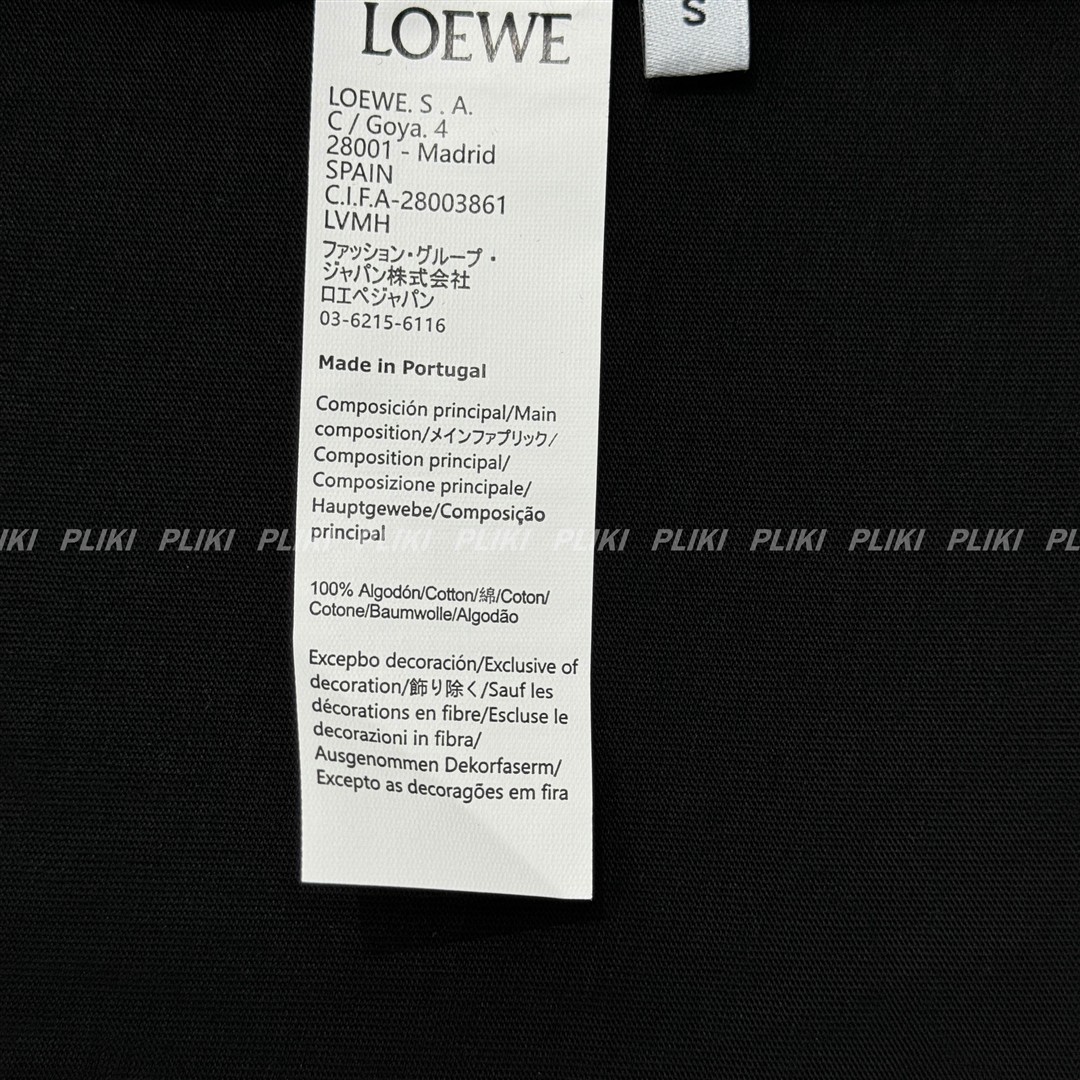 LOEWE
S
LOEWE. S . A.
C / Goya. 4
28001 - Madrid
SPAIN
C.I.F.A-28003861
LVMH
ファッション・グループ・
ジャパン株式会社
ロエベジャパン
03-6215-6116
Made in Portugal
Composición principal/Main
composition/メインファブリック/
Composition principal/
Composizione principale/
Hauptgewebe/Composição
principal
PLIKI PLIKI PLIKI PLIKI PLIKI PLIKI PLIKI PLIKI PLIKI PLIKI
100% Algodón/Cotton/綿/Coton/
Cotone/Baumwolle/Algodão
Excepbo decoración/Exclusive of
decoration/飾り除く/Sauf les
décorations en fibre/Escluse le
decorazioni in fibra/
Ausgenommen Dekorfaserm/
Excepto as decoragões em fira